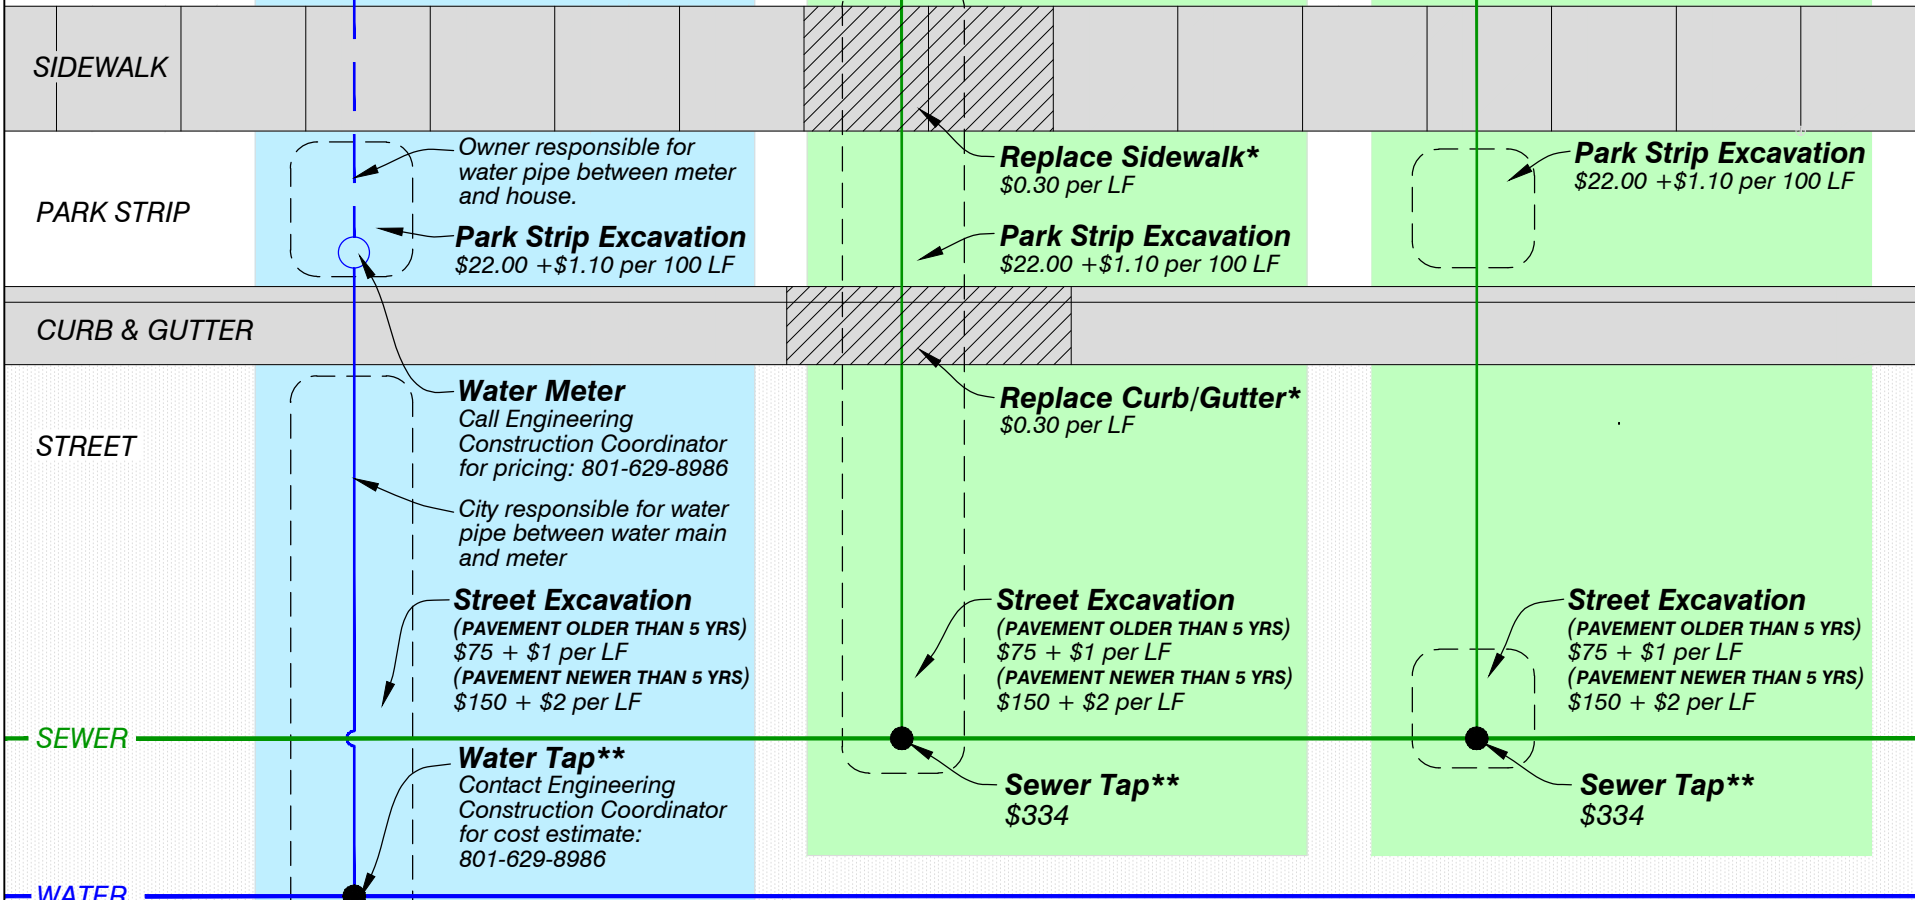 SIDEWALK
PARK STRIP
CURB & GUTTER
STREET
SEWER
WATER
Owner responsible for
water pipe between meter
and house.
Park Strip Excavation
$22.00 +$1.10 per 100 LF
Water Meter
Call Engineering
Construction Coordinator
for pricing: 801-629-8986
City responsible for water
pipe between water main
and meter
Street Excavation
(PAVEMENT OLDER THAN 5 YRS)
$75 + $1 per LF
(PAVEMENT NEWER THAN 5 YRS)
$150 + $2 per LF
Water Tap**
Contact Engineering
Construction Coordinator
for cost estimate:
801-629-8986
Replace Sidewalk*
$0.30 per LF
Park Strip Excavation
$22.00 +$1.10 per 100 LF
Replace Curb/Gutter*
$0.30 per LF
Street Excavation
(PAVEMENT OLDER THAN 5 YRS)
$75 + $1 per LF
(PAVEMENT NEWER THAN 5 YRS)
$150 + $2 per LF
Sewer Tap**
$334
Park Strip Excavation
$22.00 +$1.10 per 100 LF
Street Excavation
(PAVEMENT OLDER THAN 5 YRS)
$75 + $1 per LF
(PAVEMENT NEWER THAN 5 YRS)
$150 + $2 per LF
Sewer Tap**
$334